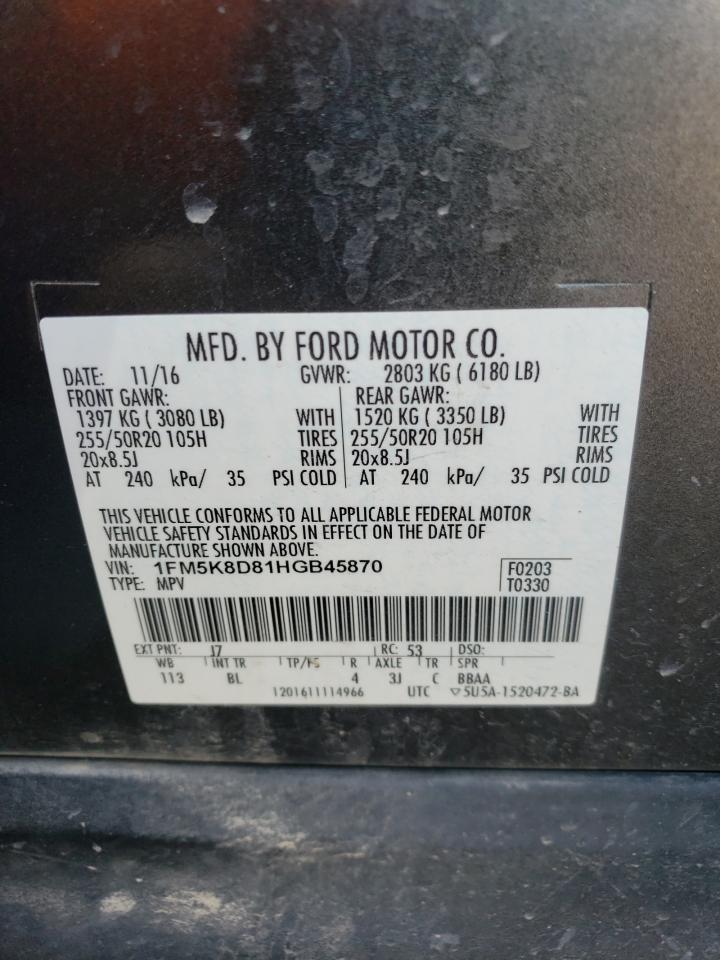 MFD. BY FORD MOTOR CO.
DATE: 11/16 GVWR: 2803 KG ( 6180 LB)
FRONT GAWR: REAR GAWR:
1397 KG ( 3080 LB) WITH 1520 KG ( 3350 LB) WITH
255/50R20 105H TIRES 255/50R20 105H TIRES
20x8.5J RIMS 20x8.5J RIMS
AT 240 kPa/ 35 PSI COLD AT 240 kPa/ 35 PSI COLD
THIS VEHICLE CONFORMS TO ALL APPLICABLE FEDERAL MOTOR
VEHICLE SAFETY STANDARDS IN EFFECT ON THE DATE OF
MANUFACTURE SHOWN ABOVE.
VIN: 1FM5K8D81HGB45870 F0203
TYPE: MPV T0330
EXT PNT: J7 RC: 53 DSO:
WB INT TR TP/PS R AXLE TR SPR
113 BL 4 3J C BBAA
1201611114966 UTC ▽5U5A-1520472-BA